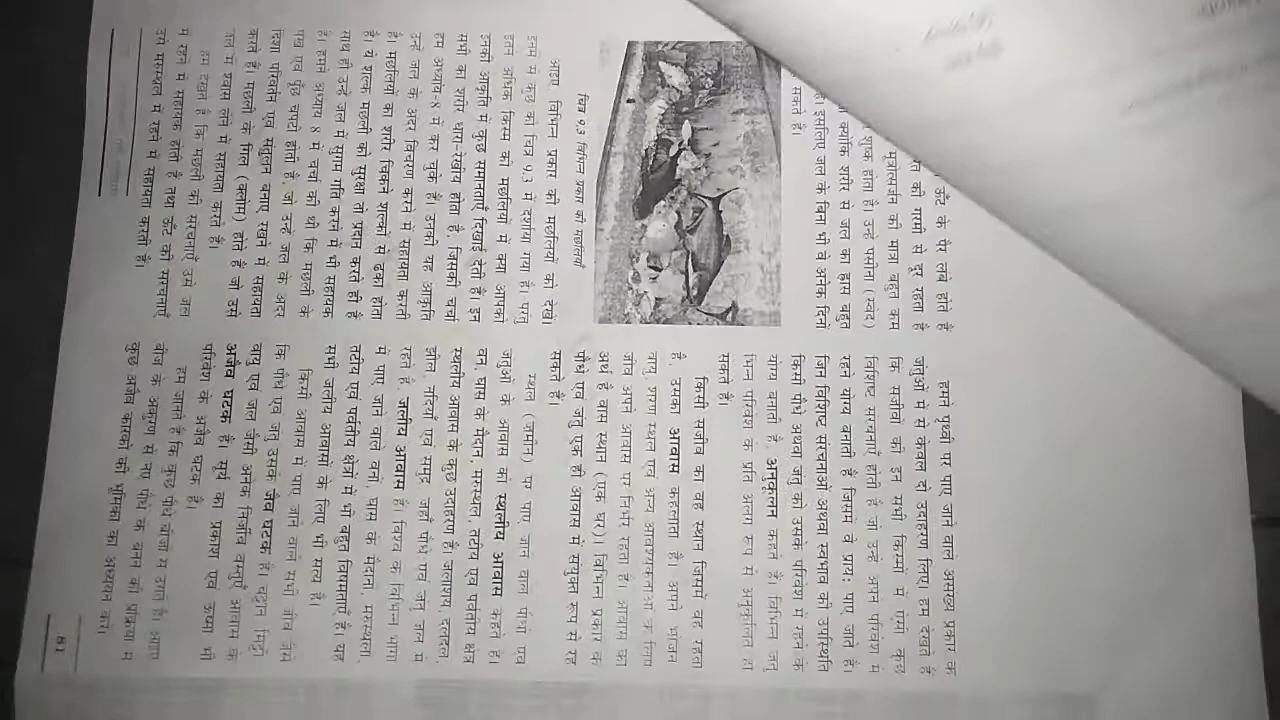 ऊँट के पैर लंबे होते हैं
की गरमी से दूर रहता है
मूत्रोत्सर्जन की मात्रा बहुत कम
शुष्क होता है। उन्हें पसीना (स्वेद)
क्योंकि शरीर से जल का ह्रास बहुत
इसलिए जल के बिना भी वे अनेक दिनों
सकते हैं।
चित्र 9.3 विभिन्न प्रकार की मछलियाँ
आइए, विभिन्न प्रकार की मछलियों को देखें।
इनमें से कुछ को चित्र 9.3 में दर्शाया गया है। परंतु
इतने अधिक किस्म की मछलियों में क्या आपको
इनकी आकृति में कुछ समानताएँ दिखाई देती हैं। इन
सभी का शरीर धारा-रेखीय होता है, जिसकी चर्चा
हम अध्याय 8 में कर चुके हैं। उनकी यह आकृति
उन्हें जल के अंदर विचरण करने में सहायता करती
है। मछलियों का शरीर चिकने शल्कों से ढका होता
है। ये शल्क मछली को सुरक्षा तो प्रदान करते ही हैं
साथ ही उन्हें जल में सुगम गति करने में भी सहायक
हैं। हमने अध्याय 8 में चर्चा की थी कि मछली के
पंख एवं पूँछ चपटी होती है, जो उन्हें जल के अंदर
दिशा परिवर्तन एवं संतुलन बनाए रखने में सहायता
करते हैं। मछली के गिल (क्लोम) होते हैं जो उसे
जल में श्वास लेने में सहायता करते हैं।
हम देखते हैं कि मछली की संरचनाएँ उसे जल
में रहने में सहायक होती हैं तथा ऊँट की संरचनाएँ
उसे मरुस्थल में रहने में सहायता करती हैं।
हमने पृथ्वी पर पाए जाने वाले असंख्य प्रकार के
जंतुओं में से केवल दो उदाहरण लिए। हम देखते हैं
कि सजीवों की इन सभी किस्मों में ऐसी कुछ
विशिष्ट संरचनाएँ होती हैं जो उन्हें अपने परिवेश में
रहने योग्य बनाती हैं जिसमें वे प्रायः पाए जाते हैं।
जिन विशिष्ट संरचनाओं अथवा स्वभाव की उपस्थिति
किसी पौधे अथवा जंतु को उसके परिवेश में रहने के
योग्य बनाती है, अनुकूलन कहते हैं। विभिन्न जंतु
भिन्न परिवेश के प्रति अलग रूप से अनुकूलित हो
सकते हैं।
किसी सजीव का वह स्थान जिसमें वह रहता
है, उसका आवास कहलाता है। अपने भोजन
वायु, शरण स्थल एवं अन्य आवश्यकताओं के लिए
जीव अपने आवास पर निर्भर रहता है। आवास का
अर्थ है वास स्थान (एक घर)। विभिन्न प्रकार के
पौधे एवं जंतु एक ही आवास में संयुक्त रूप से रह
सकते हैं।
स्थल (जमीन) पर पाए जाने वाले पौधों एवं
जंतुओं के आवास को स्थलीय आवास कहते हैं।
वन, घास के मैदान, मरुस्थल, तटीय एवं पर्वतीय क्षेत्र
स्थलीय आवास के कुछ उदाहरण हैं। जलाशय, दलदल,
झील, नदियाँ एवं समुद्र, जहाँ पौधे एवं जंतु जल में
रहते हैं, जलीय आवास हैं। विश्व के विभिन्न भागों
में पाए जाने वाले वनों, घास के मैदानों, मरुस्थलों,
तटीय एवं पर्वतीय क्षेत्रों में भी बहुत विषमताएँ हैं। यह
सभी जलीय आवासों के लिए भी सत्य है।
किसी आवास में पाए जाने वाले सभी जीव जैसे
कि पौधे एवं जंतु उसके जैव घटक हैं। चट्टान, मिट्टी
वायु एवं जल जैसी अनेक निर्जीव वस्तुएँ आवास के
अजैव घटक हैं। सूर्य का प्रकाश एवं ऊष्मा भी
परिवेश के अजैव घटक हैं।
हम जानते हैं कि कुछ पौधे बीजों से उगते हैं। आइए
बीज के अंकुरण से नए पौधे के बनने की प्रक्रिया में
कुछ अजैव कारकों की भूमिका का अध्ययन करें।